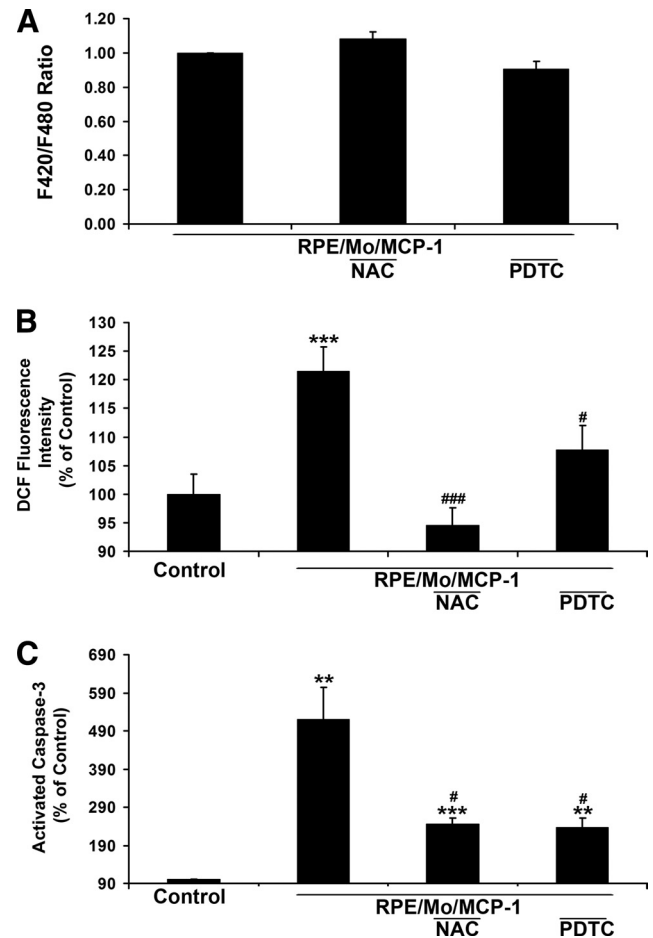 A
F420/F480 Ratio
1.20
1.00
0.80
0.60
0.40
0.20
0.00
RPE/Mo/MCP-1
NAC PDTC
B
DCF Fluorescence
Intensity
(% of Control)
130
125
120
115
110
105
100
95
90
***
###
#
Control
RPE/Mo/MCP-1
NAC PDTC
C
Activated Caspase-3
(% of Control)
690
590
490
390
290
190
90
**
# #
*** **
Control
RPE/Mo/MCP-1
NAC PDTC